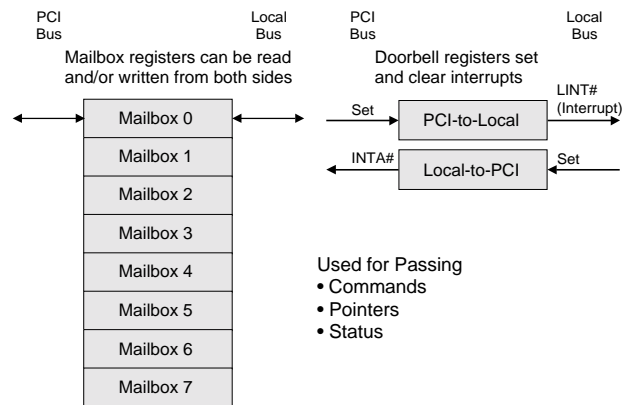 PCI
Bus
Local
Bus
Mailbox registers can be read
and/or written from both sides
Mailbox 0
Mailbox 1
Mailbox 2
Mailbox 3
Mailbox 4
Mailbox 5
Mailbox 6
Mailbox 7
PCI
Bus
Local
Bus
Doorbell registers set
and clear interrupts
Set
PCI-to-Local
LINT#
(Interrupt)
INTA#
Local-to-PCI
Set
Used for Passing
• Commands
• Pointers
• Status